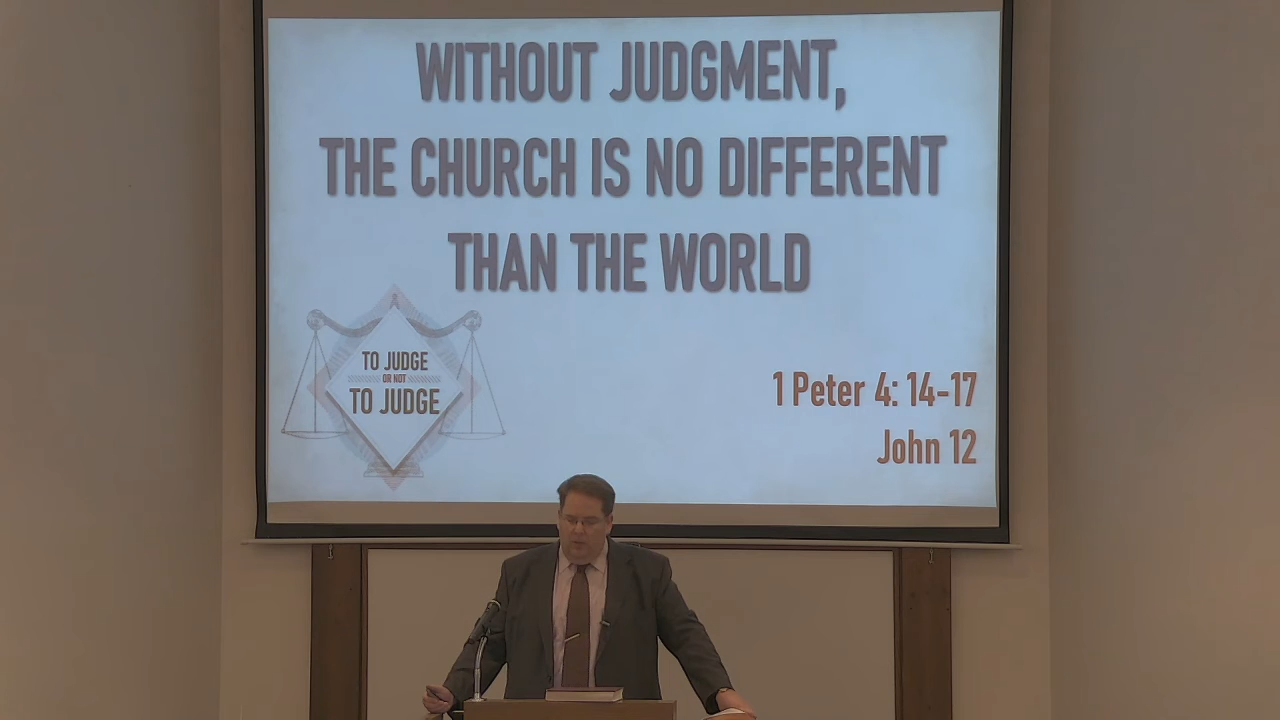 WITHOUT JUDGMENT,
THE CHURCH IS NO DIFFERENT
THAN THE WORLD
TO JUDGE
OR NOT
TO JUDGE
1 Peter 4: 14-17
John 12